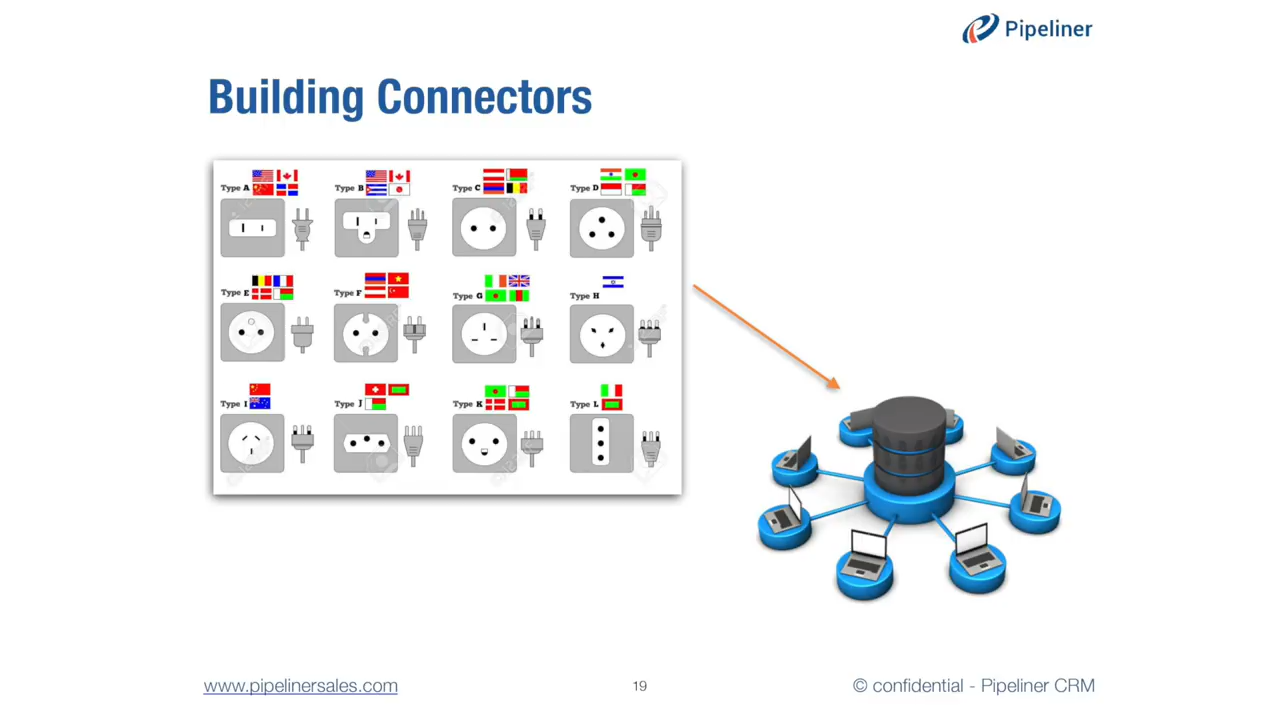 Pipeliner
Building Connectors
Type A
Type B
Type C
Type D
Type E
Type F
Type G
Type H
Type I
Type J
Type K
Type L
www.pipelinersales.com
19
© confidential - Pipeliner CRM